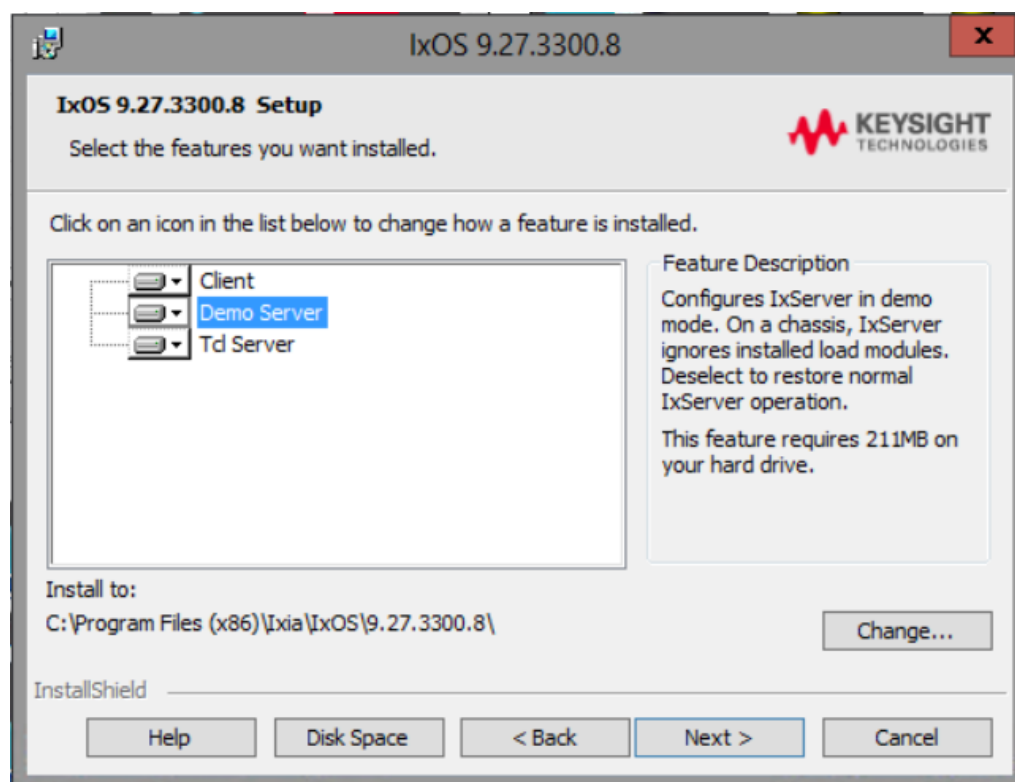 IxOS 9.27.3300.8
x
IxOS 9.27.3300.8 Setup
Select the features you want installed.
KEYSIGHT
TECHNOLOGIES
Click on an icon in the list below to change how a feature is installed.
Client
Demo Server
Tcl Server
Feature Description
Configures IxServer in demo
mode. On a chassis, IxServer
ignores installed load modules.
Deselect to restore normal
IxServer operation.
This feature requires 211MB on
your hard drive.
Install to:
C:\Program Files (x86)\Ixia\IxOS\9.27.3300.8\
Change...
InstallShield
Help
Disk Space
< Back
Next >
Cancel